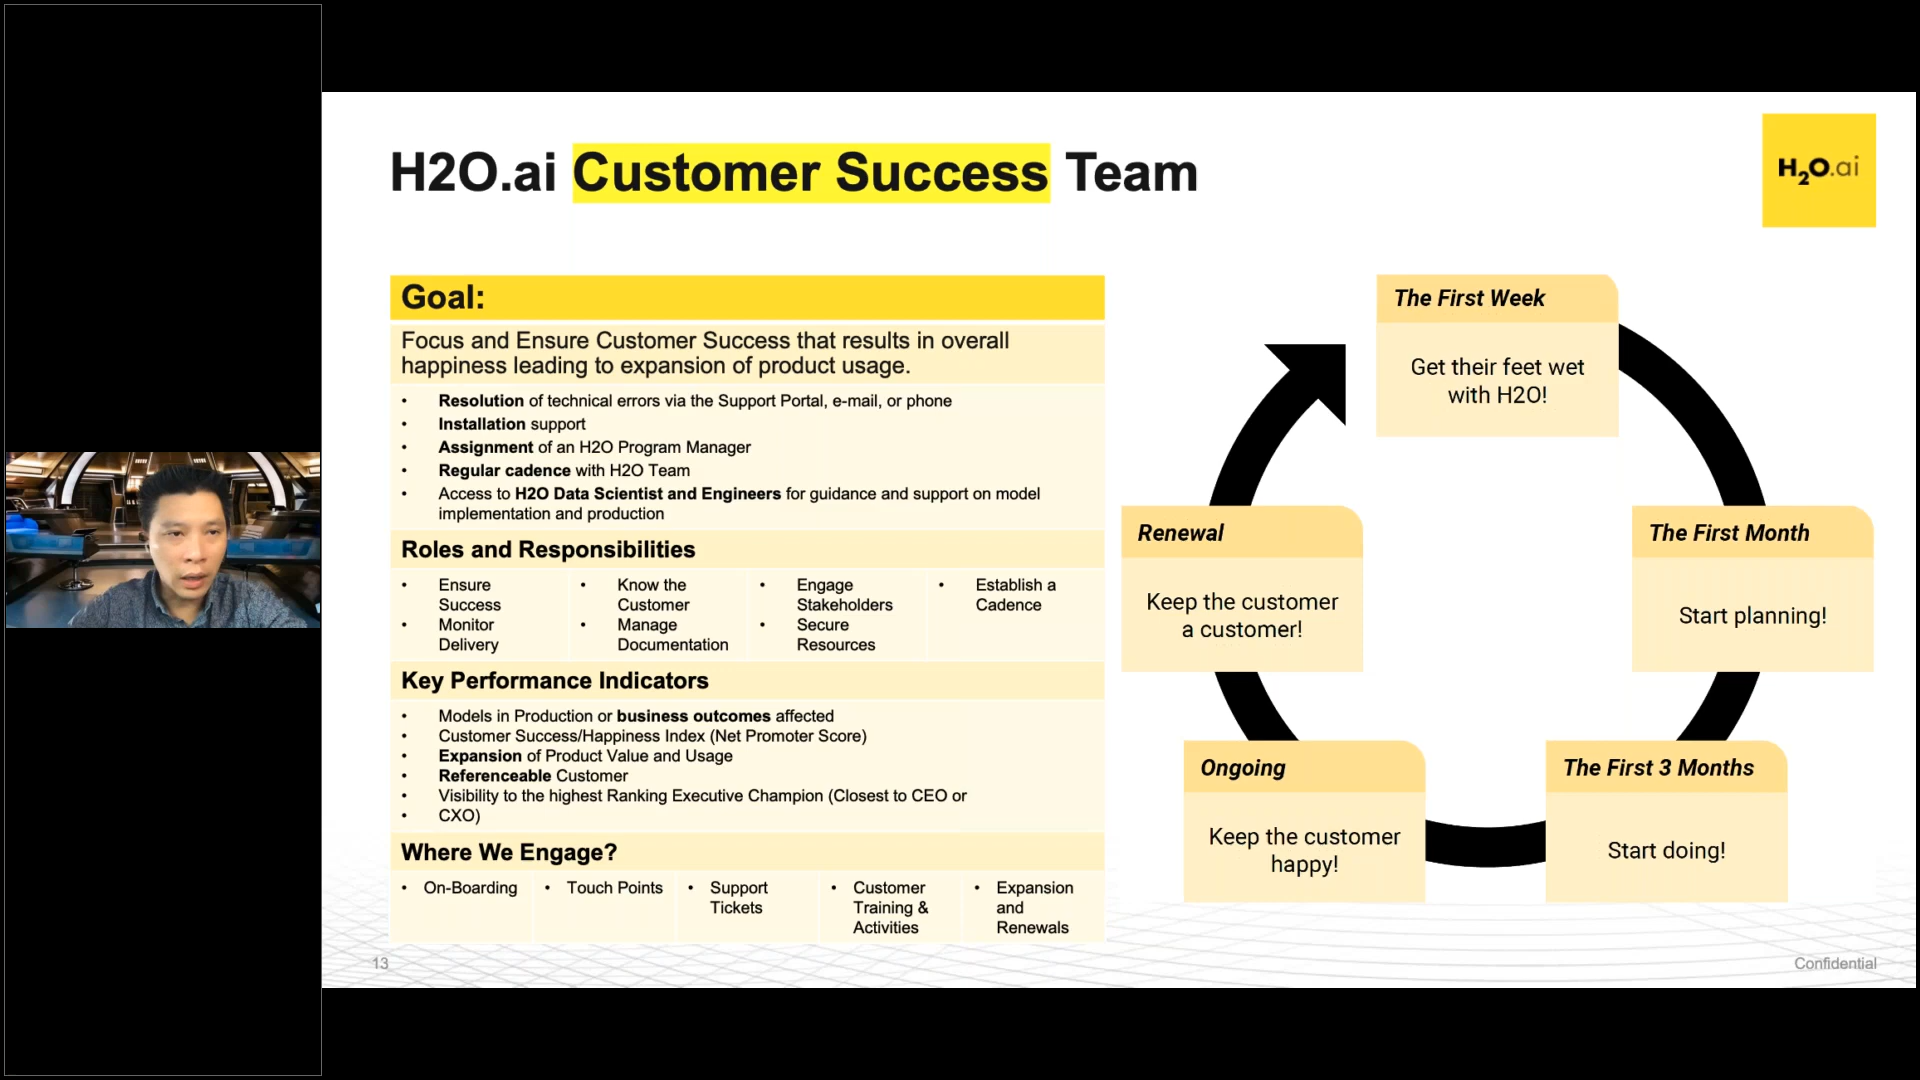 H2O.ai Customer Success Team
H2O.ai
Goal:
Focus and Ensure Customer Success that results in overall
happiness leading to expansion of product usage.
• Resolution of technical errors via the Support Portal, e-mail, or phone
• Installation support
• Assignment of an H2O Program Manager
• Regular cadence with H2O Team
• Access to H2O Data Scientist and Engineers for guidance and support on model
implementation and production
Roles and Responsibilities
• Ensure
Success
• Monitor
Delivery
• Know the
Customer
• Manage
Documentation
• Engage
Stakeholders
• Secure
Resources
• Establish a
Cadence
Key Performance Indicators
• Models in Production or business outcomes affected
• Customer Success/Happiness Index (Net Promoter Score)
• Expansion of Product Value and Usage
• Referenceable Customer
• Visibility to the highest Ranking Executive Champion (Closest to CEO or
• CXO)
Where We Engage?
• On-Boarding
• Touch Points
• Support
Tickets
• Customer
Training &
Activities
• Expansion
and
Renewals
The First Week
Get their feet wet
with H2O!
The First Month
Start planning!
The First 3 Months
Start doing!
Ongoing
Keep the customer
happy!
Renewal
Keep the customer
a customer!
13
Confidential